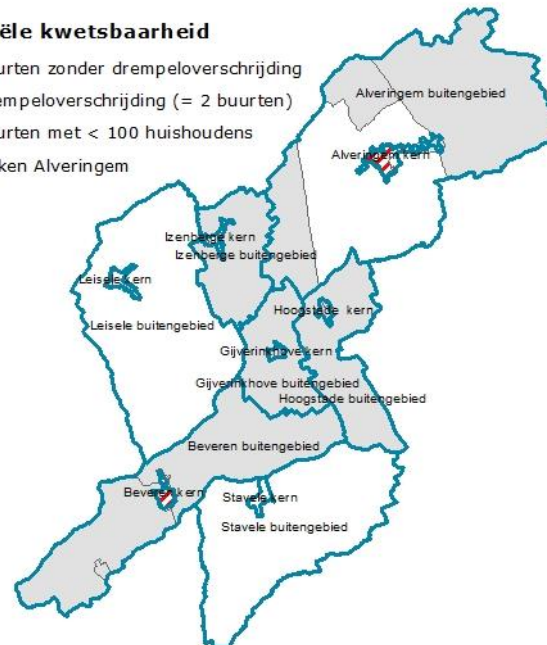 ële kwetsbaarheid
urten zonder drempeloverschrijding
empeloverschrijding (= 2 buurten)
urten met < 100 huishoudens
ken Alveringem
Alveringem buitengebied
Alveringem kern
Izenberge kern
Izenberge buitengebied
Leisele kern
Hoogstade kern
Leisele buitengebied
Gijverinkhove kern
Gijverinkhove buitengebied
Hoogstade buitengebied
Beveren buitengebied
Beveren kern
Stavele kern
Stavele buitengebied